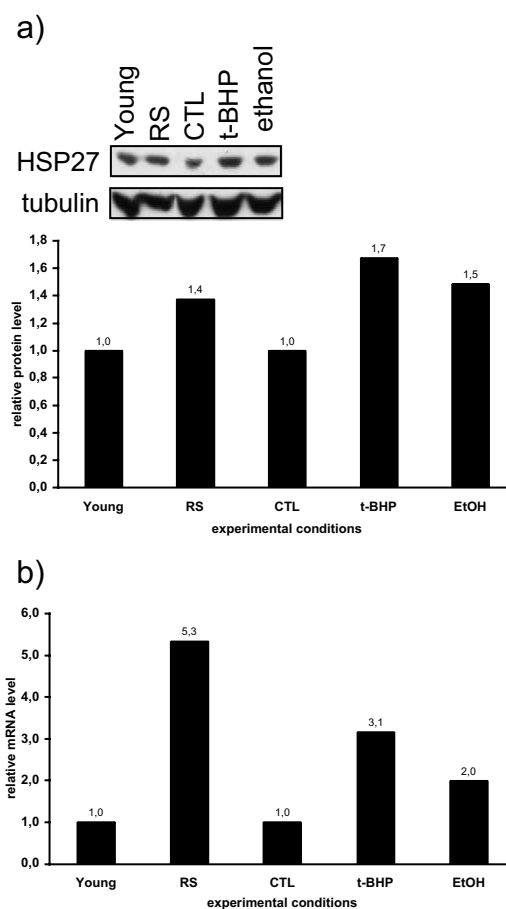 a)
Young RS CTL t-BHP ethanol
HSP27
tubulin
relative protein level
1,8
1,6
1,4
1,2
1,0
0,8
0,6
0,4
0,2
0,0
1,0 1,4 1,0 1,7 1,5
Young RS CTL t-BHP EtOH
experimental conditions
b)
relative mRNA level
6,0
5,0
4,0
3,0
2,0
1,0
0,0
1,0 5,3 1,0 3,1 2,0
Young RS CTL t-BHP EtOH
experimental conditions